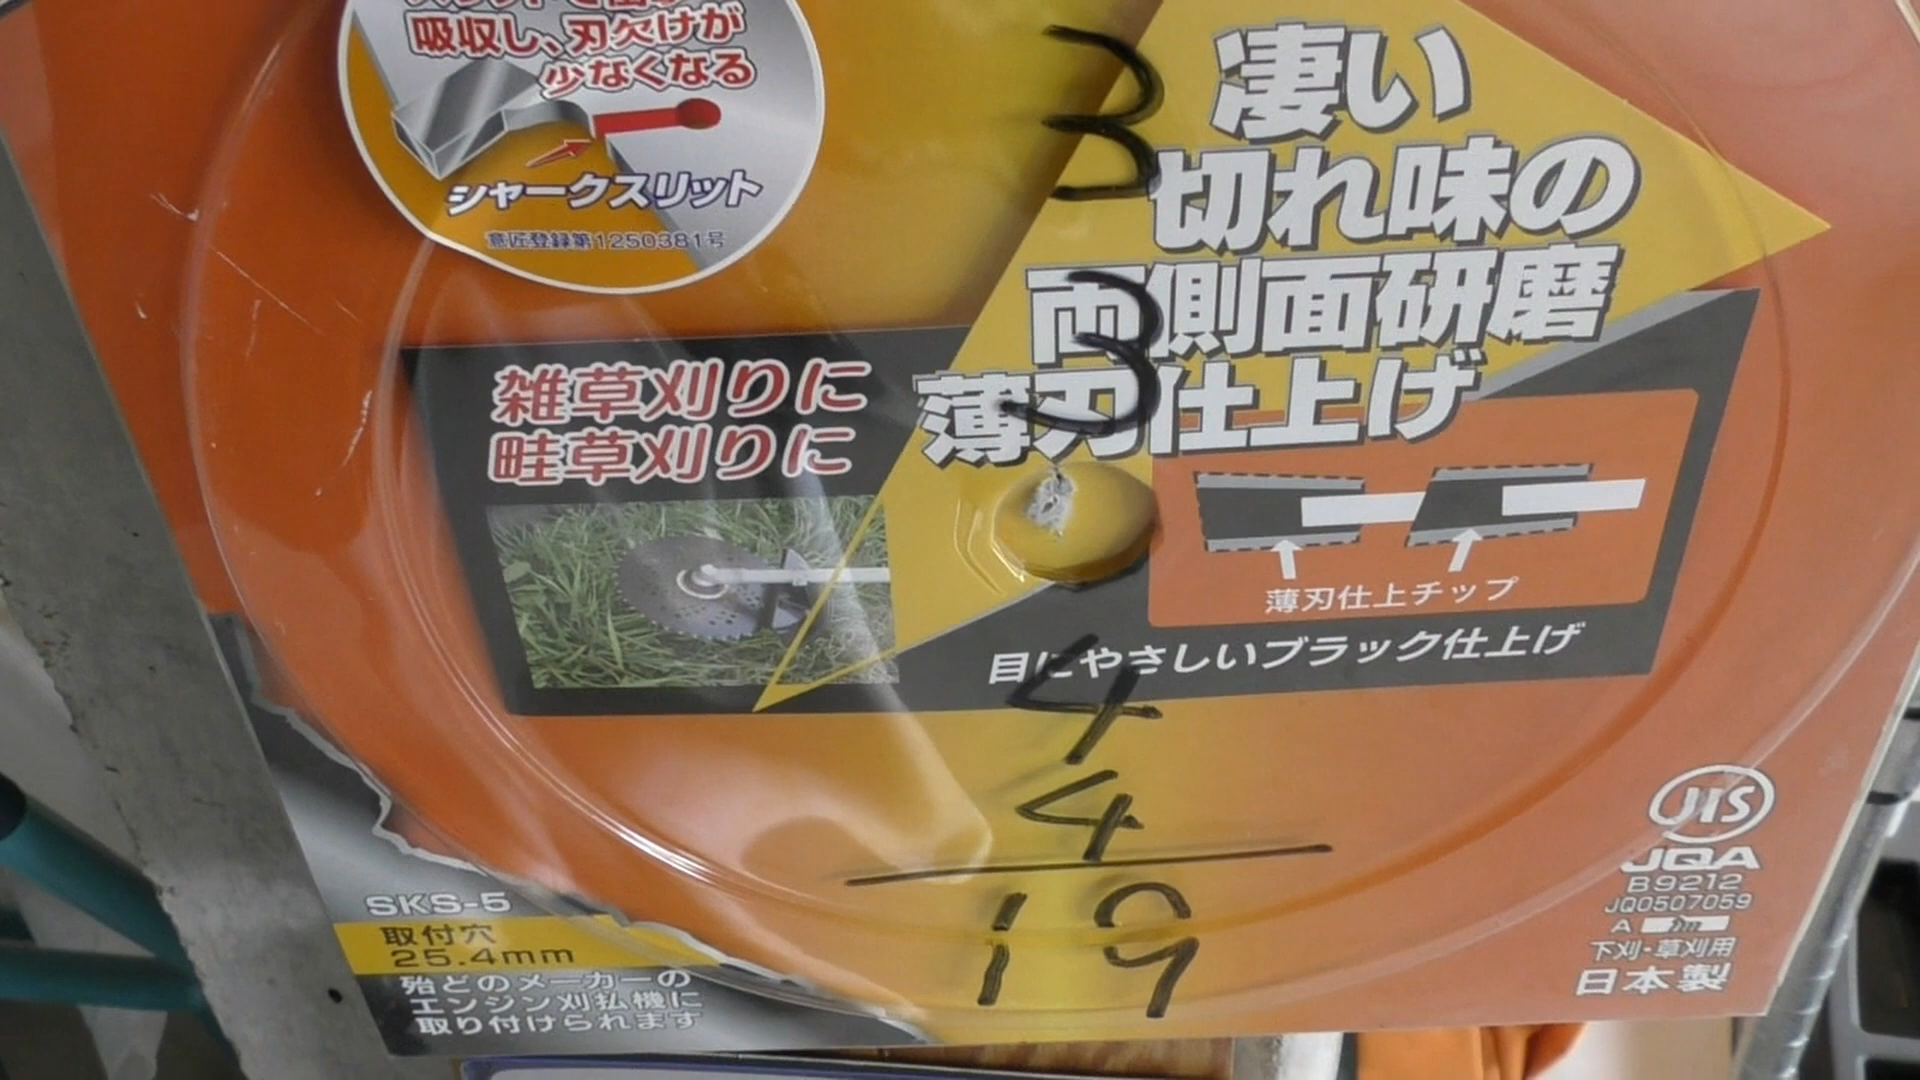 吸収し、刃欠けが
少なくなる
シャークスリット
意匠登録第1250381号
凄い
切れ味の
両側面研磨
薄刃仕上げ
雑草刈りに
畦草刈りに
薄刃仕上チップ
目にやさしいブラック仕上げ
3
3
4
4
19
SKS-5
取付穴
25.4mm
殆どのメーカーの
エンジン刈払機に
取り付けられます
JIS
JQA
B9212
JQ0507059
A
下刈・草刈用
日本製